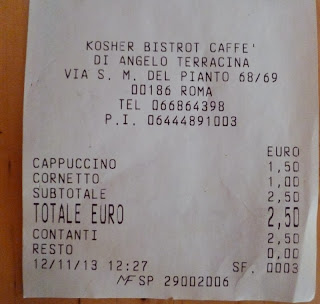 KOSHER BISTROT CAFFE'
DI ANGELO TERRACINA
VIA S. M. DEL PIANTO 68/69
00186 ROMA
TEL 066864398
P.I. 06444891003
EURO
CAPPUCCINO 1,50
CORNETTO 1,00
SUBTOTALE 2,50
TOTALE EURO 2,50
CONTANTI 2,50
RESTO 0,00
12/11/13 12:27 SF. 0003
MF SP 29002006